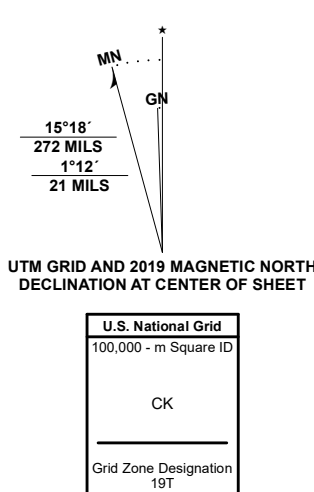 ★
MN
GN
15°18´
272 MILS
1°12´
21 MILS
UTM GRID AND 2019 MAGNETIC NORTH
DECLINATION AT CENTER OF SHEET
U.S. National Grid
100,000 - m Square ID
CK
Grid Zone Designation
19T